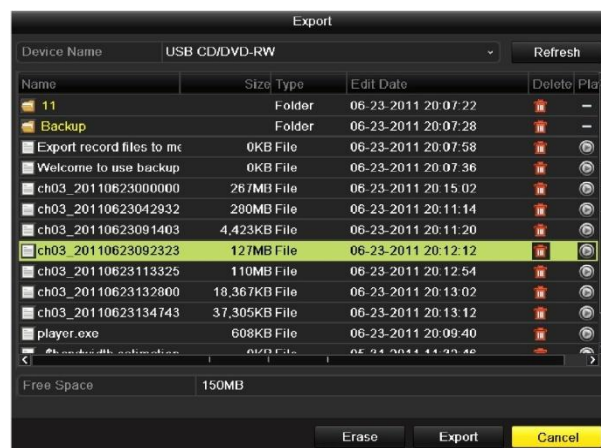 Export
Device Name USB CD/DVD-RW Refresh
Name Size Type Edit Date Delete Pla
11 Folder 06-23-2011 20:07:22 –
Backup Folder 06-23-2011 20:07:28 –
Export record files to me 0KB File 06-23-2011 20:07:58
Welcome to use backup 0KB File 06-23-2011 20:07:36
ch03_20110623000000 267MB File 06-23-2011 20:15:02
ch03_20110623042932 280MB File 06-23-2011 20:11:14
ch03_20110623091403 4,423KB File 06-23-2011 20:11:20
ch03_20110623092323 127MB File 06-23-2011 20:12:12
ch03_20110623113325 110MB File 06-23-2011 20:12:54
ch03_20110623132800 18,367KB File 06-23-2011 20:13:02
ch03_20110623134743 37,305KB File 06-23-2011 20:13:12
player.exe 608KB File 06-23-2011 20:09:40
0KB File
Free Space 150MB
Erase Export Cancel